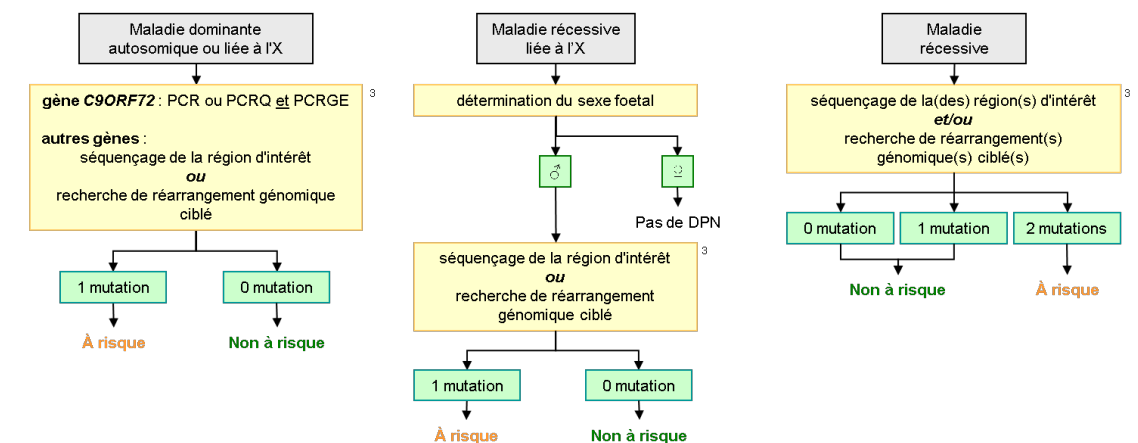 Maladie dominante
autosomique ou liée à l'X
gène C9ORF72 : PCR ou PCRQ et PCRGE
3
autres gènes :
séquençage de la région d'intérêt
ou
recherche de réarrangement génomique
ciblé
1 mutation
0 mutation
À risque
Non à risque
Maladie récessive
liée à l'X
détermination du sexe foetal
♂
♀
Pas de DPN
séquençage de la région d'intérêt
3
ou
recherche de réarrangement
génomique ciblé
1 mutation
0 mutation
À risque
Non à risque
Maladie
récessive
séquençage de la(des) région(s) d'intérêt
3
et/ou
recherche de réarrangement(s)
génomique(s) ciblé(s)
0 mutation
1 mutation
2 mutations
Non à risque
À risque